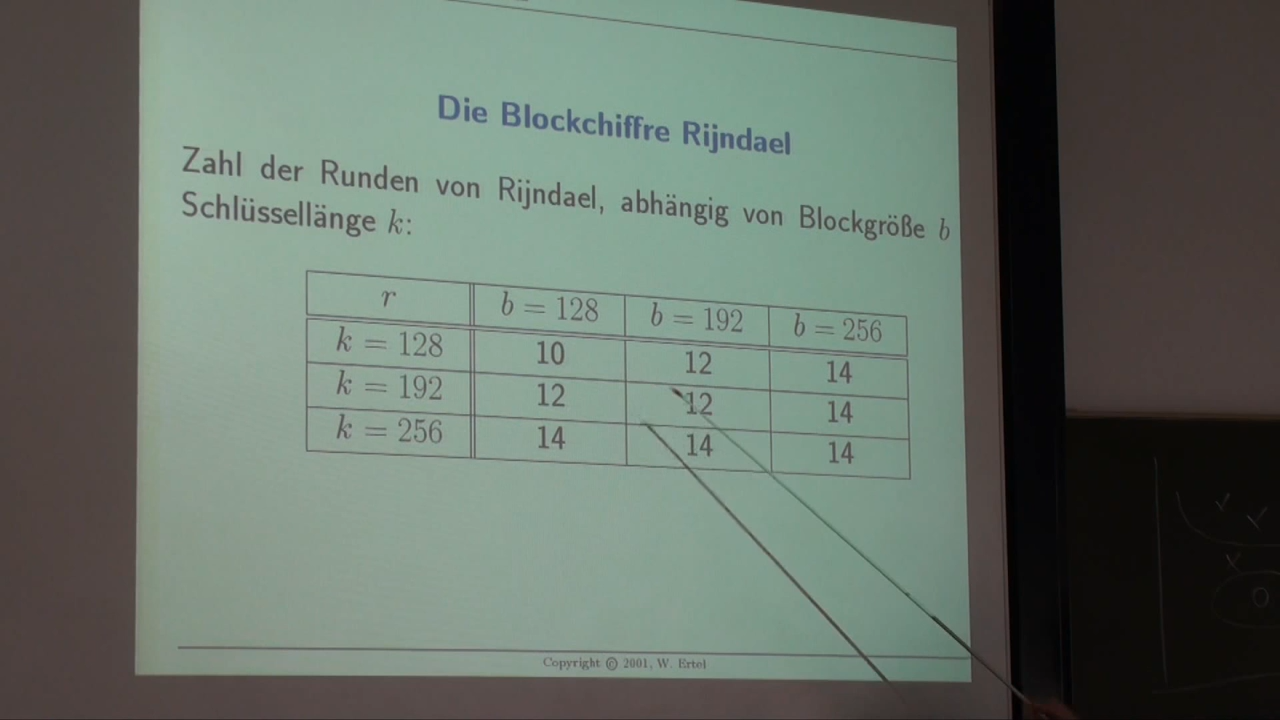 Die Blockchiffre Rijndael
Zahl der Runden von Rijndael, abhängig von Blockgröße b
Schlüssellänge k:
r b = 128 b = 192 b = 256
k = 128 10 12 14
k = 192 12 12 14
k = 256 14 14 14
Copyright © 2001, W. Ertel